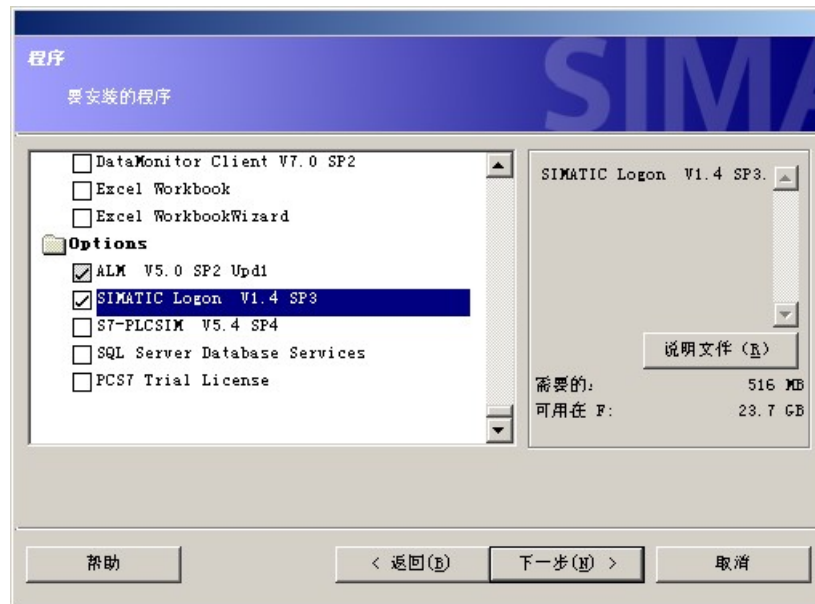 程序
要安装的程序
SIMA
DataMonitor Client V7.0 SP2
Excel Workbook
Excel WorkbookWizard
Options
ALM V5.0 SP2 Upd1
SIMATIC Logon V1.4 SP3
S7-PLCSIM V5.4 SP4
SQL Server Database Services
PCS7 Trial License
SIMATIC Logon V1.4 SP3.
说明文件(R)
需要的: 516 MB
可用在 F: 23.7 GB
帮助
< 返回(B)
下一步(N) >
取消